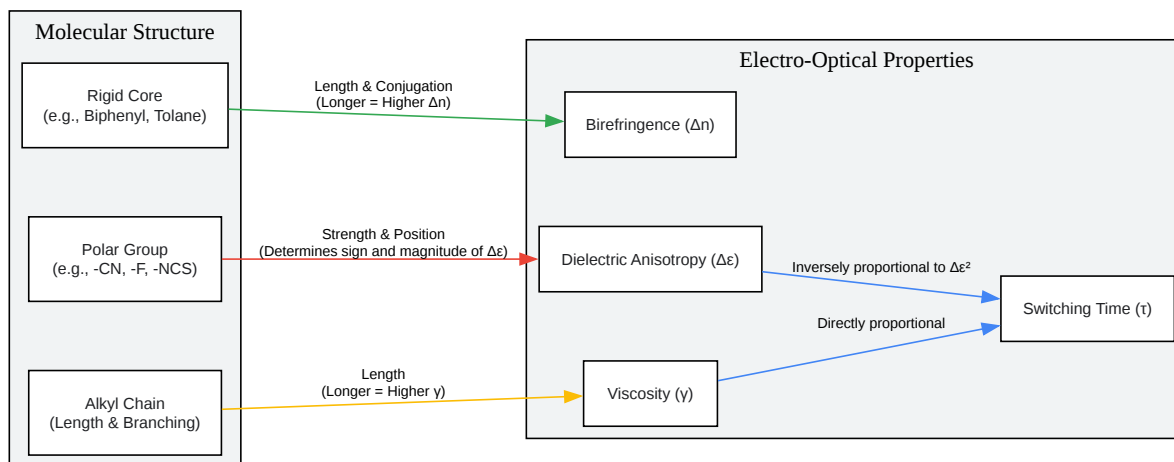 Molecular Structure
Rigid Core
(e.g., Biphenyl, Tolane)
Polar Group
(e.g., -CN, -F, -NCS)
Alkyl Chain
(Length & Branching)
Length & Conjugation
(Longer = Higher Δn)
Strength & Position
(Determines sign and magnitude of Δε)
Length
(Longer = Higher γ)
Electro-Optical Properties
Birefringence (Δn)
Dielectric Anisotropy (Δε)
Viscosity (γ)
Inversely proportional to Δε²
Directly proportional
Switching Time (τ)